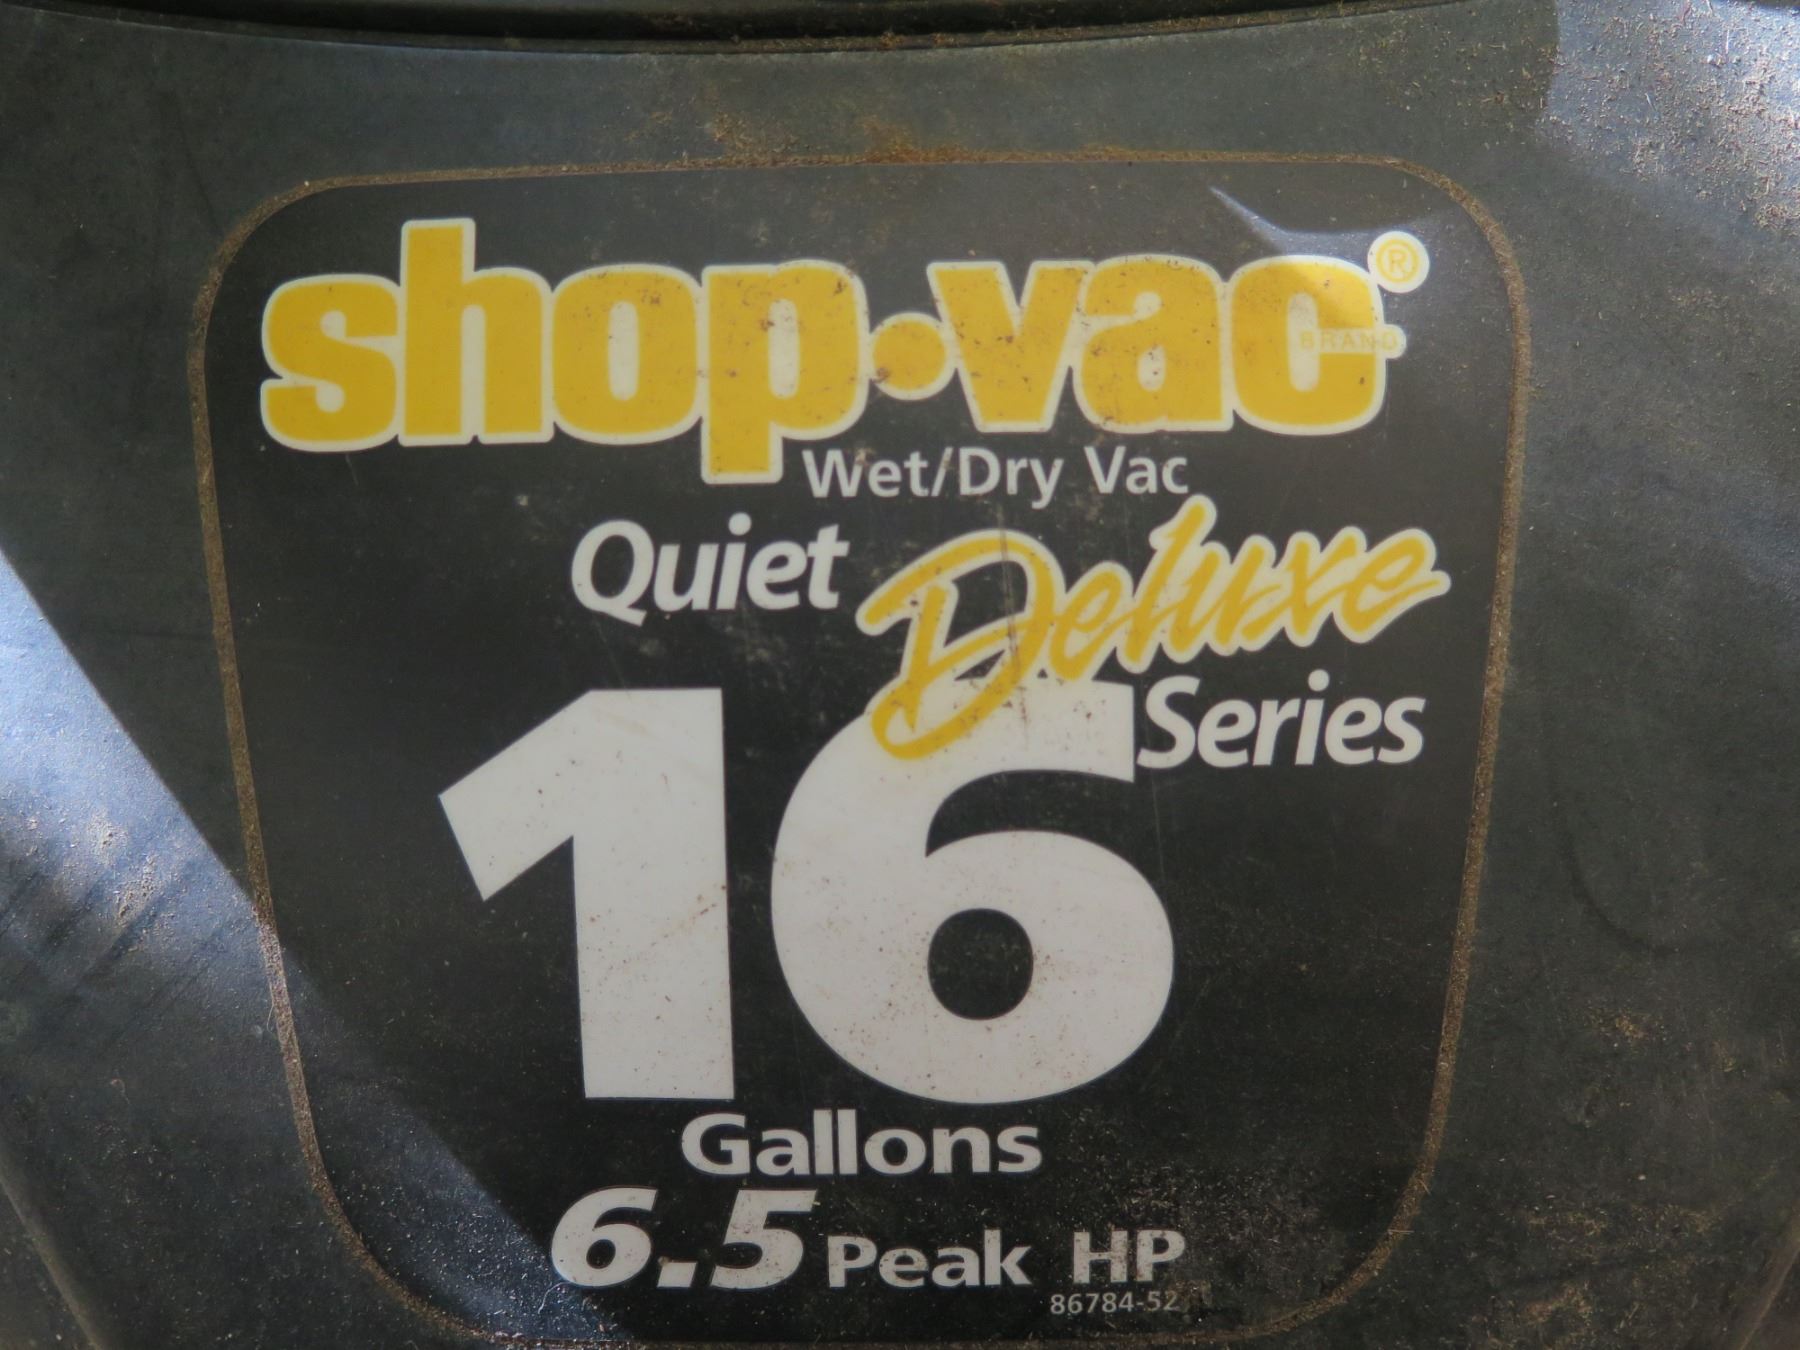 shop·vac®
BRAND
Wet/Dry Vac
Quiet Deluxe
Series
16
Gallons
6.5 Peak HP
86784-52